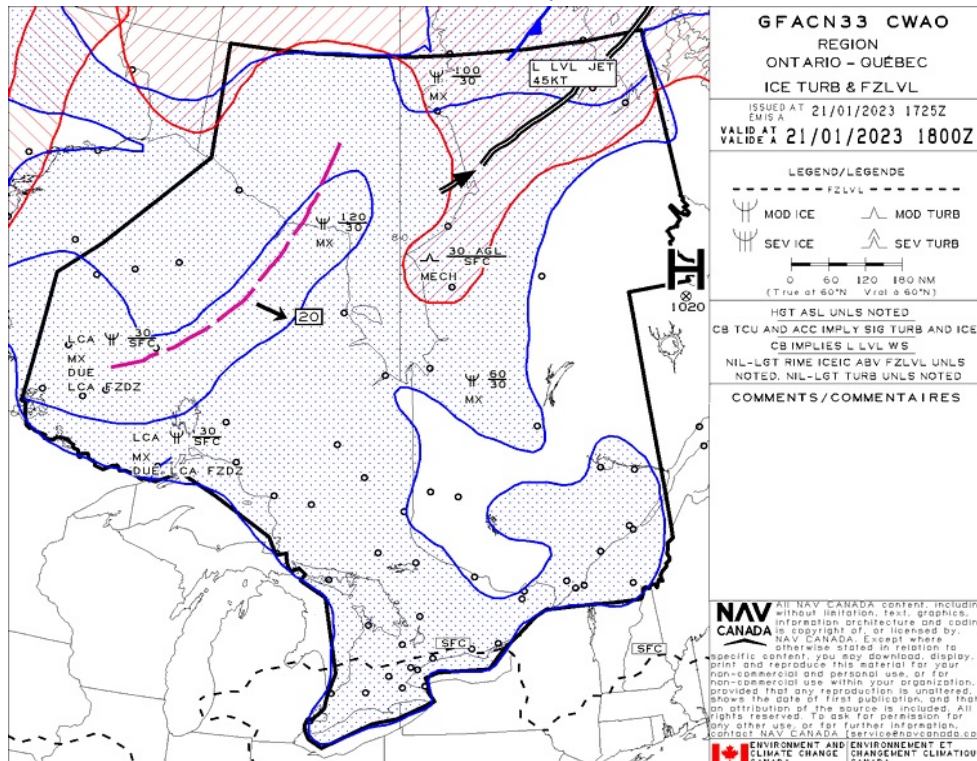 GFACN33 CWAO
REGION
ONTARIO - QUÉBEC
ICE TURB & FZLVL
ISSUED AT 21/01/2023 1725Z
ÉMIS A
VALID AT 21/01/2023 1800Z
VALIDE A
LEGEND/LÉGENDE
FZLVL
MOD ICE
MOD TURB
SEV ICE
SEV TURB
0 60 120 180 NM
(True at 60°N Vrai à 60°N)
HGT ASL UNLS NOTED
CB TCU AND ACC IMPLY SIG TURB AND ICE
CB IMPLIES L LVL WS
NIL-LGT RIME ICEIC ABV FZLVL UNLS
NOTED. NIL-LGT TURB UNLS NOTED
COMMENTS/COMMENTAIRES
L LVL JET
45KT
100
30
MX
120
30
MX
30 AGL
SFC
MECH
H
1020
20
LCA 30
SFC
MX
DUE
LCA FZDZ
60
30
MX
LCA 30
SFC
MX
DUE LCA FZDZ
SFC
SFC
80
NAV
CANADA
All NAV CANADA content, including
without limitation, text, graphics,
information architecture and coding
is copyright of, or licensed by,
NAV CANADA. Except where
otherwise stated in relation to
specific content, you may download, display,
print and reproduce this material for your
non-commercial and personal use, or for
non-commercial use within your organization,
provided that any reproduction is unaltered,
shows the date of first publication, and that
an attribution of the source is included. All
rights reserved. To ask for permission for
any other use, or for further information,
contact NAV CANADA [service@navcanada.ca
ENVIRONMENT AND
CLIMATE CHANGE
CANADA
ENVIRONNEMENT ET
CHANGEMENT CLIMATIQUE
CANADA